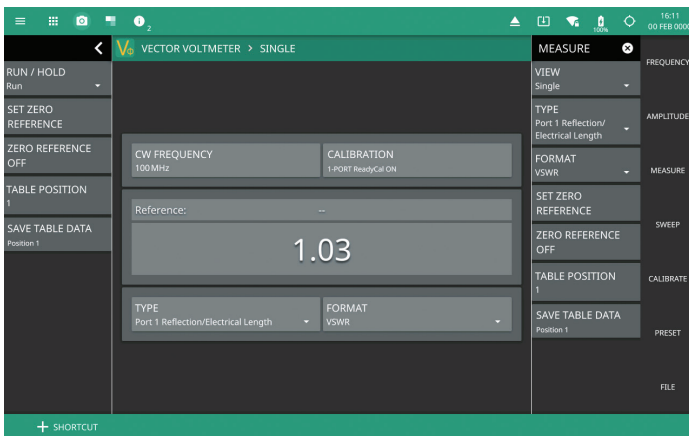 2
100%
16:11
00 FEB 0000
VECTOR VOLTMETER > SINGLE
RUN / HOLD
Run
SET ZERO
REFERENCE
ZERO REFERENCE
OFF
TABLE POSITION
1
SAVE TABLE DATA
Position 1
CW FREQUENCY
100 MHz
CALIBRATION
1-PORT ReadyCal ON
Reference:
--
1.03
TYPE
Port 1 Reflection/Electrical Length
FORMAT
VSWR
MEASURE
VIEW
Single
TYPE
Port 1 Reflection/
Electrical Length
FORMAT
VSWR
SET ZERO
REFERENCE
ZERO REFERENCE
OFF
TABLE POSITION
1
SAVE TABLE DATA
Position 1
FREQUENCY
AMPLITUDE
MEASURE
SWEEP
CALIBRATE
PRESET
FILE
+ SHORTCUT